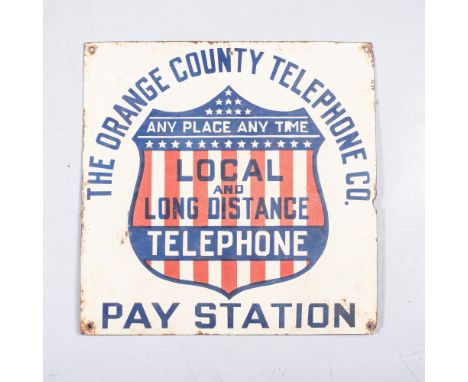 THE ORANGE COUNTY TELEPHONE CO.
ANY PLACE ANY TIME
LOCAL
AND
LONG DISTANCE
TELEPHONE
PAY STATION